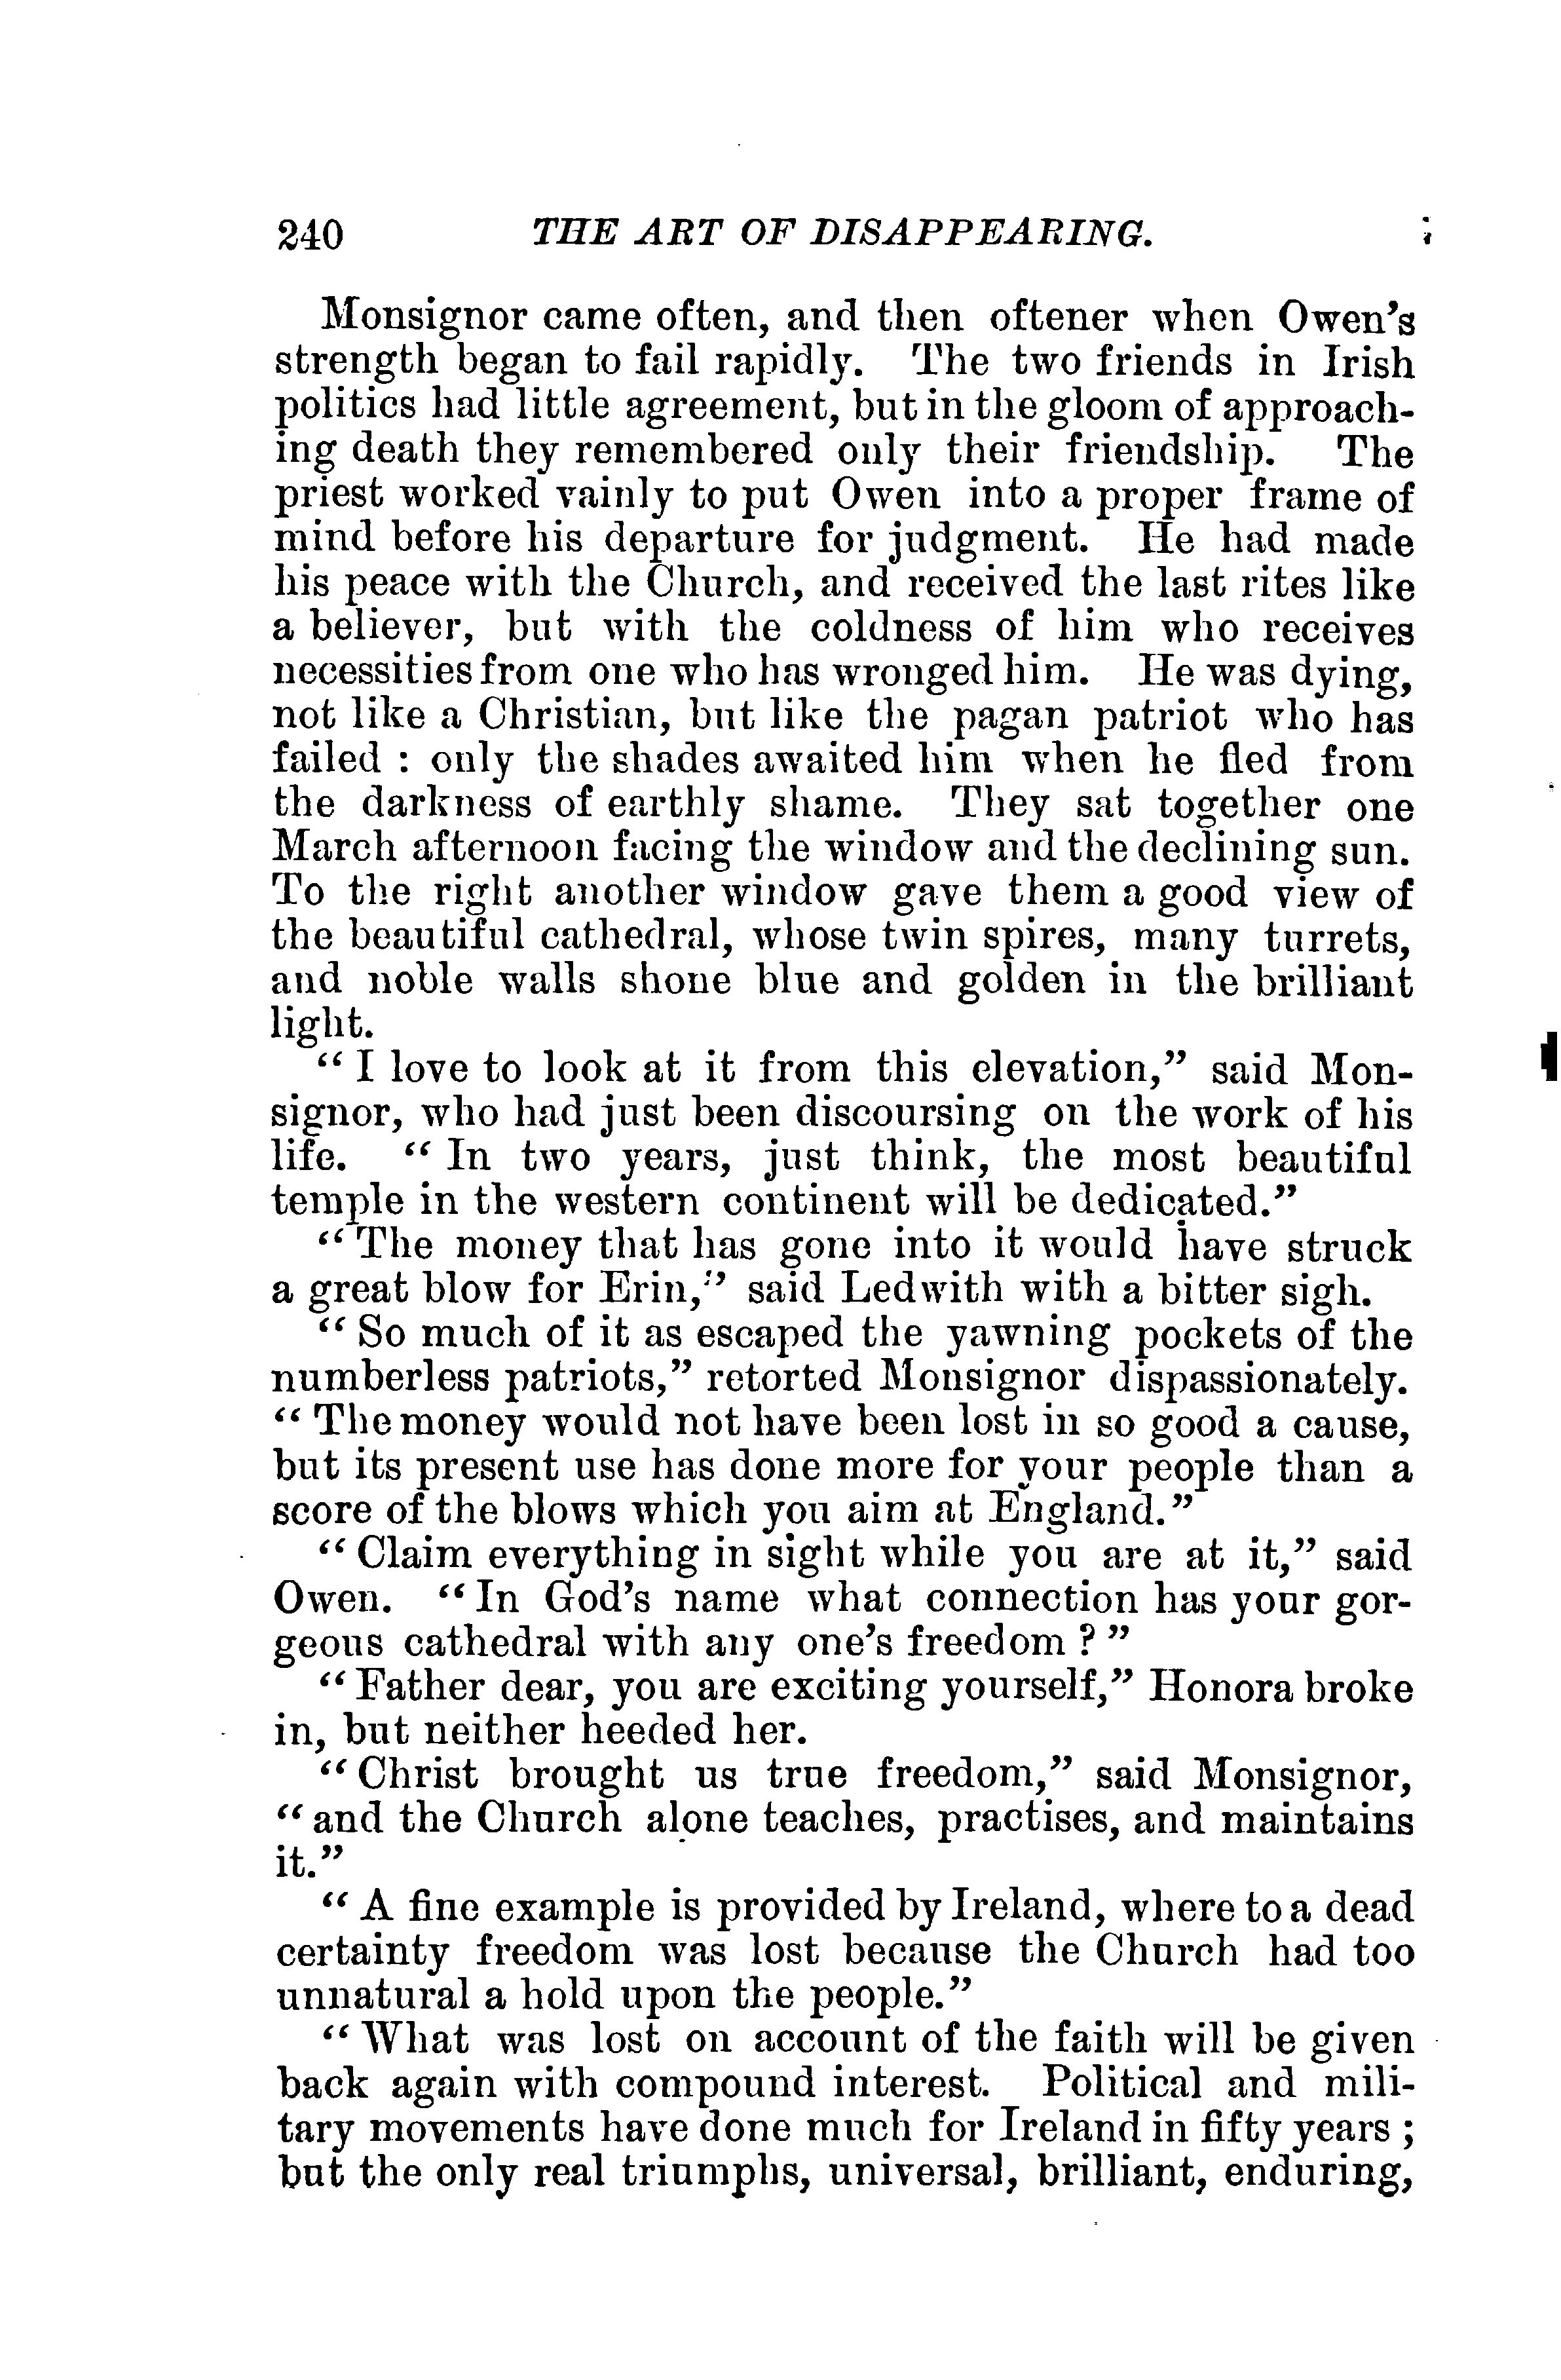 240 THE ART OF DISAPPEARING.
Monsignor came often, and then oftener when Owen's
strength began to fail rapidly. The two friends in Irish
politics had little agreement, but in the gloom of approach-
ing death they remembered only their friendship. The
priest worked vainly to put Owen into a proper frame of
mind before his departure for judgment. He had made
his peace with the Church, and received the last rites like
a believer, but with the coldness of him who receives
necessities from one who has wronged him. He was dying,
not like a Christian, but like the pagan patriot who has
failed : only the shades awaited him when he fled from
the darkness of earthly shame. They sat together one
March afternoon facing the window and the declining sun.
To the right another window gave them a good view of
the beautiful cathedral, whose twin spires, many turrets,
and noble walls shone blue and golden in the brilliant
light.
“ I love to look at it from this elevation,” said Mon-
signor, who had just been discoursing on the work of his
life. “ In two years, just think, the most beautiful
temple in the western continent will be dedicated.”
“ The money that has gone into it would have struck
a great blow for Erin,” said Ledwith with a bitter sigh.
“ So much of it as escaped the yawning pockets of the
numberless patriots,” retorted Monsignor dispassionately.
“ The money would not have been lost in so good a cause,
but its present use has done more for your people than a
score of the blows which you aim at England.”
“ Claim everything in sight while you are at it,” said
Owen. “ In God's name what connection has your gor-
geous cathedral with any one's freedom ? ”
“ Father dear, you are exciting yourself,” Honora broke
in, but neither heeded her.
“ Christ brought us true freedom,” said Monsignor,
“ and the Church alone teaches, practises, and maintains
it.”
“ A fine example is provided by Ireland, where to a dead
certainty freedom was lost because the Church had too
unnatural a hold upon the people.”
“ What was lost on account of the faith will be given
back again with compound interest. Political and mili-
tary movements have done much for Ireland in fifty years ;
but the only real triumphs, universal, brilliant, enduring,